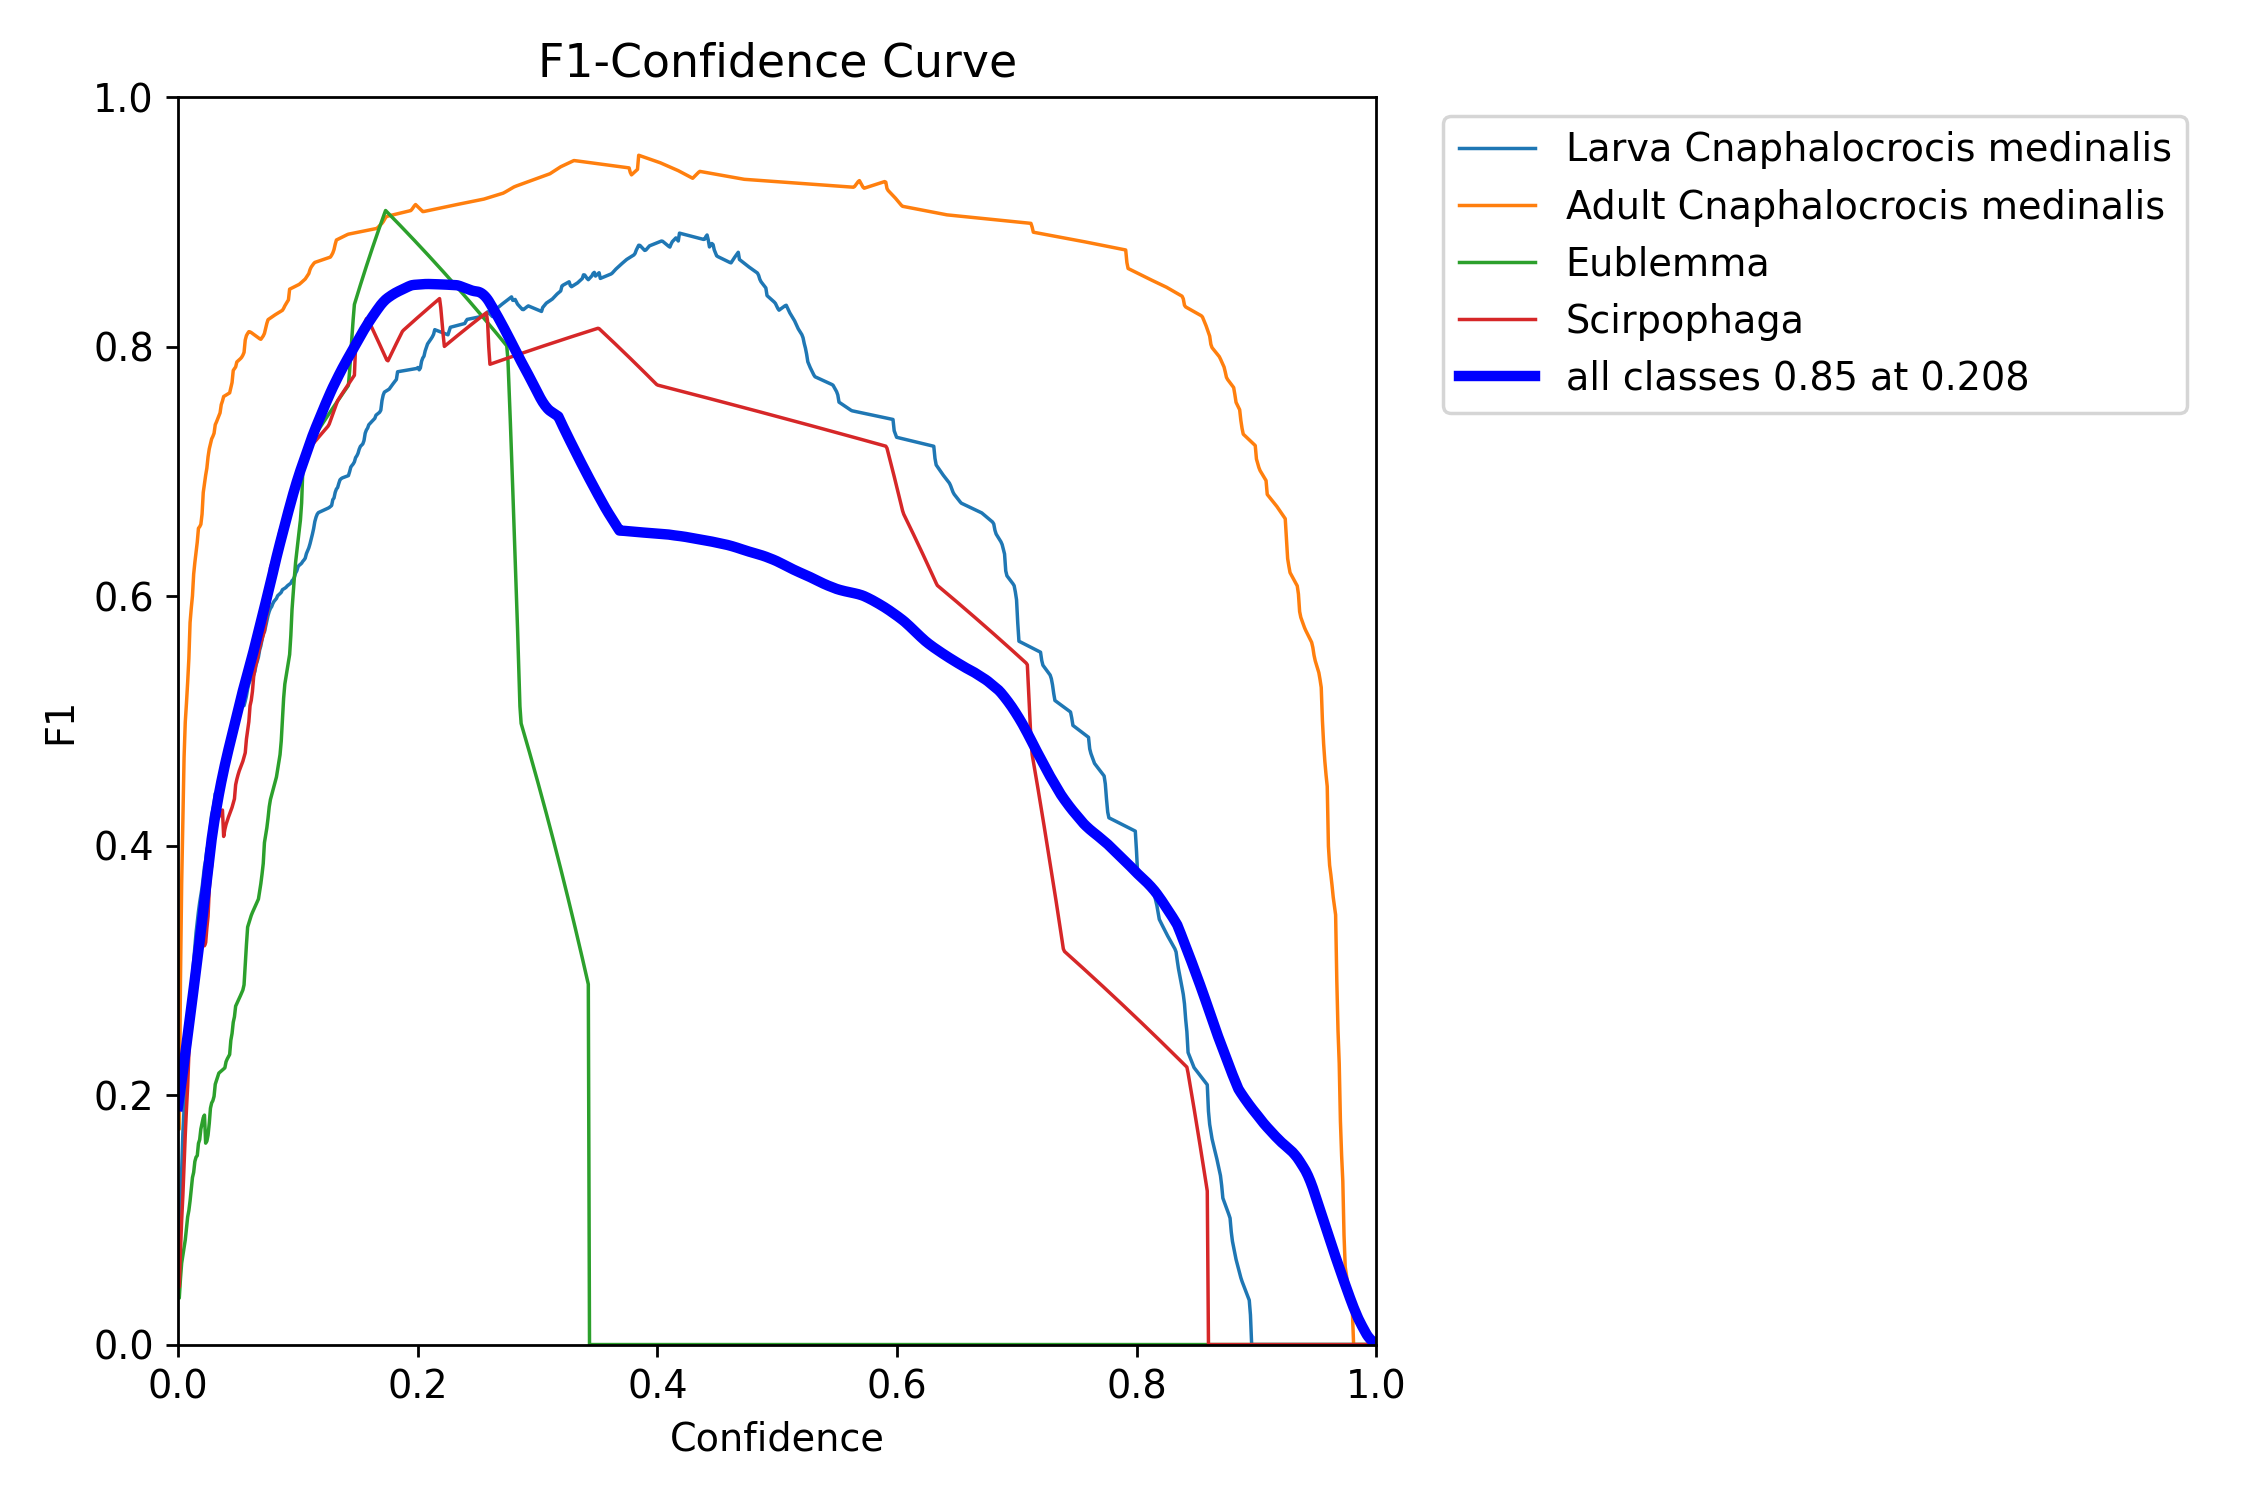 F1-Confidence Curve
1.0
0.8
0.6
0.4
0.2
0.0
F1
0.0 0.2 0.4 0.6 0.8 1.0
Confidence
Larva Cnaphalocrocis medinalis
Adult Cnaphalocrocis medinalis
Eublemma
Scirpophaga
all classes 0.85 at 0.208